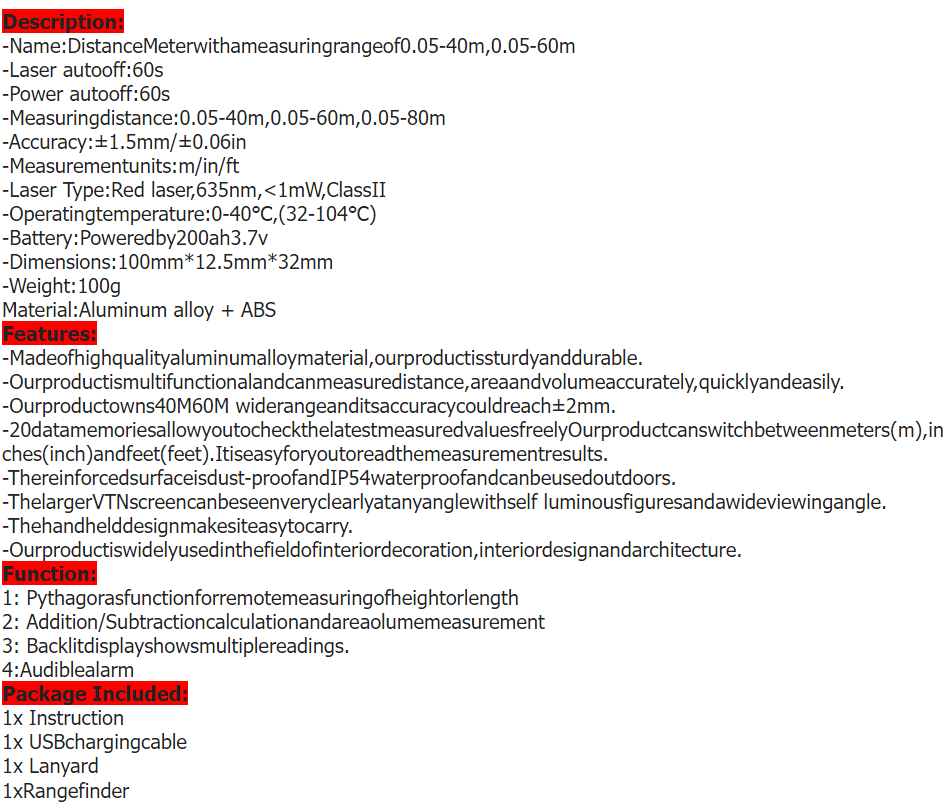 Description:
-Name:DistanceMeterwithameasuringrangeof0.05-40m,0.05-60m
-Laser autooff:60s
-Power autooff:60s
-Measuringdistance:0.05-40m,0.05-60m,0.05-80m
-Accuracy:±1.5mm/±0.06in
-Measurementunits:m/in/ft
-Laser Type:Red laser,635nm,<1mW,ClassII
-Operatingtemperature:0-40℃,(32-104℃)
-Battery:Poweredby200ah3.7v
-Dimensions:100mm*12.5mm*32mm
-Weight:100g
Material:Aluminum alloy + ABS
Features:
-Madeofhighqualityaluminumalloymaterial,ourproductissturdyanddurable.
-Ourproductismultifunctionalandcanmeasuredistance,areaandvolumeaccurately,quicklyandeasily.
-Ourproductowns40M60M widerangeanditsaccuracycouldreach±2mm.
-20datamemoriesallowyoutocheckthelatestmeasuredvaluesfreelyOurproductcanswitchbetweenmeters(m),in
ches(inch)andfeet(feet).Itiseasyforyoutoreadthemeasurementresults.
-Thereinforcedsurfaceisdust-proofandIP54waterproofandcanbeusedoutdoors.
-ThelargerVTNscreencanbeseenveryclearlyatanyanglewithself luminousfiguresandawideviewingangle.
-Thehandhelddesignmakesiteasytocarry.
-Ourproductiswidelyusedinthefieldofinteriordecoration,interiordesignandarchitecture.
Function:
1: Pythagorasfunctionforremotemeasuringofheightorlength
2: Addition/Subtractioncalculationandareaolumemeasurement
3: Backlitdisplayshowsmultiplereadings.
4:Audiblealarm
Package Included:
1x Instruction
1x USBchargingcable
1x Lanyard
1xRangefinder